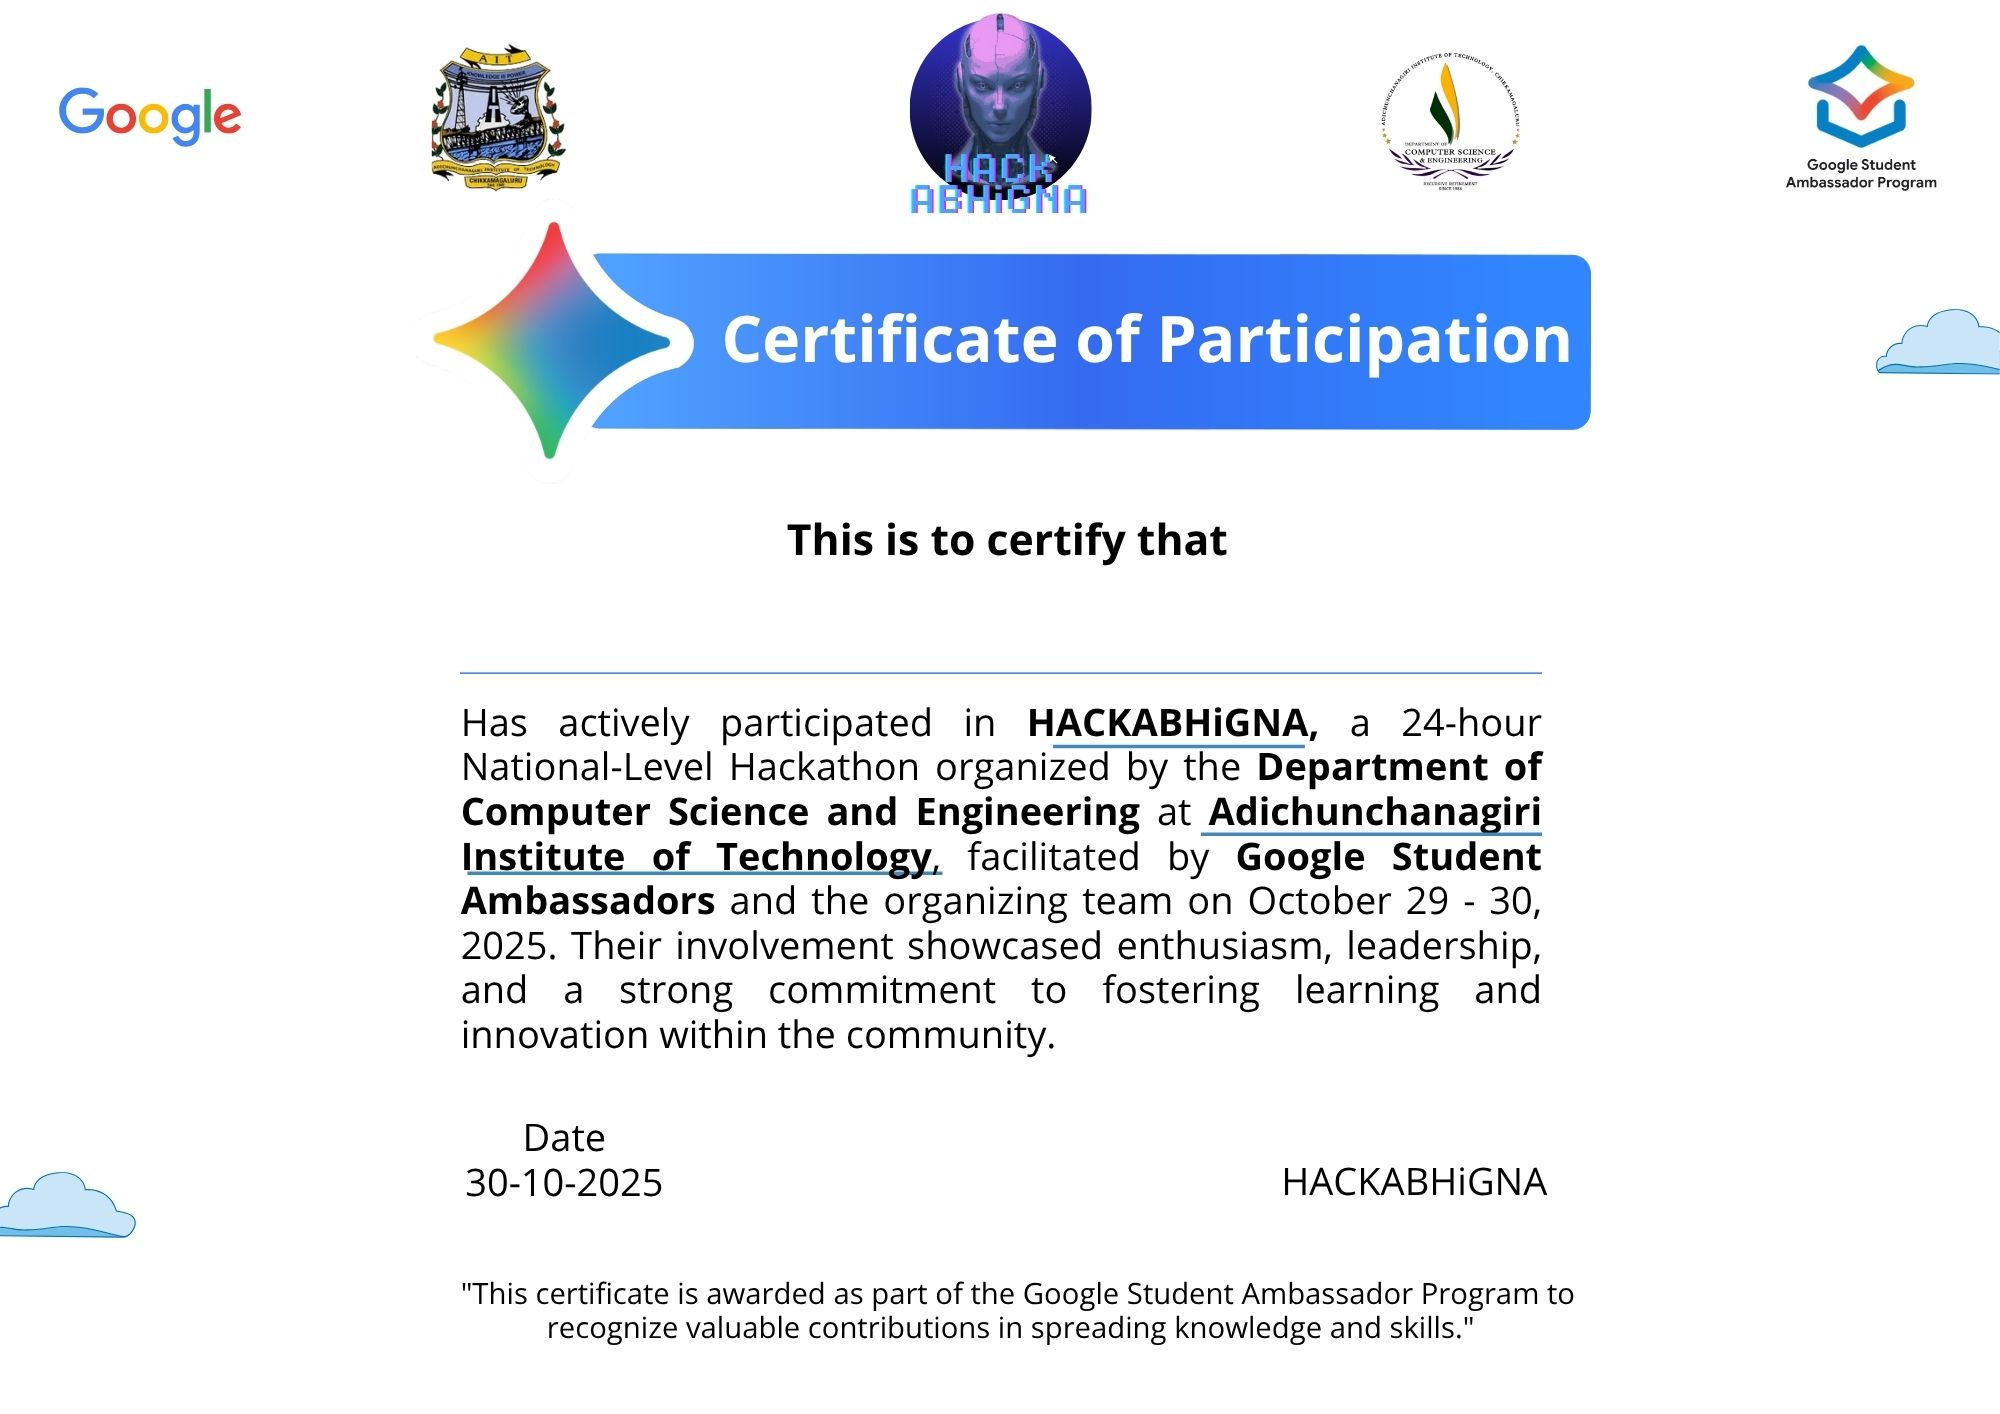 Google
AIT
KNOWLEDGE IS POWER
ADICHUNCHANAGIRI INSTITUTE OF TECHNOLOGY
CHIKKAMAGALURU
HACK
ABHiGNA
ADICHUNCHANAGIRI INSTITUTE OF TECHNOLOGY, CHIKKAMAGALURU
DEPARTMENT OF
COMPUTER SCIENCE
& ENGINEERING
RECURSIVE REFINEMENT
Google Student
Ambassador Program
Certificate of Participation
This is to certify that
Has actively participated in HACKABHiGNA, a 24-hour
National-Level Hackathon organized by the Department of
Computer Science and Engineering at Adichunchanagiri
Institute of Technology, facilitated by Google Student
Ambassadors and the organizing team on October 29 - 30,
2025. Their involvement showcased enthusiasm, leadership,
and a strong commitment to fostering learning and
innovation within the community.
Date
30-10-2025
HACKABHiGNA
"This certificate is awarded as part of the Google Student Ambassador Program to
recognize valuable contributions in spreading knowledge and skills."